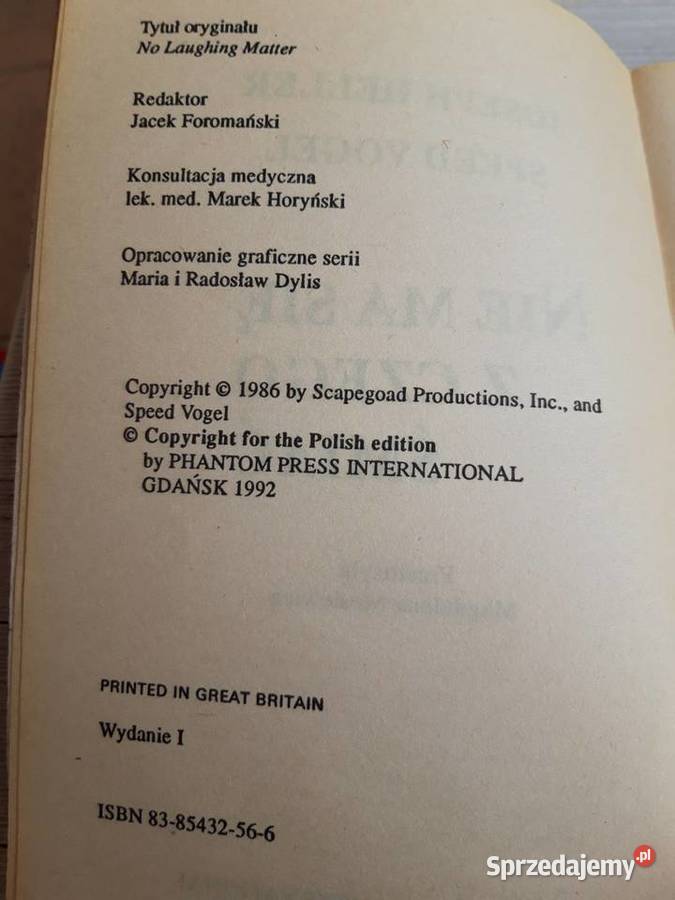 Tytuł oryginału
No Laughing Matter
Redaktor
Jacek Foromański
Konsultacja medyczna
lek. med. Marek Horyński
Opracowanie graficzne serii
Maria i Radosław Dylis
Copyright © 1986 by Scapegoad Productions, Inc., and
Speed Vogel
© Copyright for the Polish edition
by PHANTOM PRESS INTERNATIONAL
GDAŃSK 1992
PRINTED IN GREAT BRITAIN
Wydanie I
ISBN 83-85432-56-6
Sprzedajemy.pl